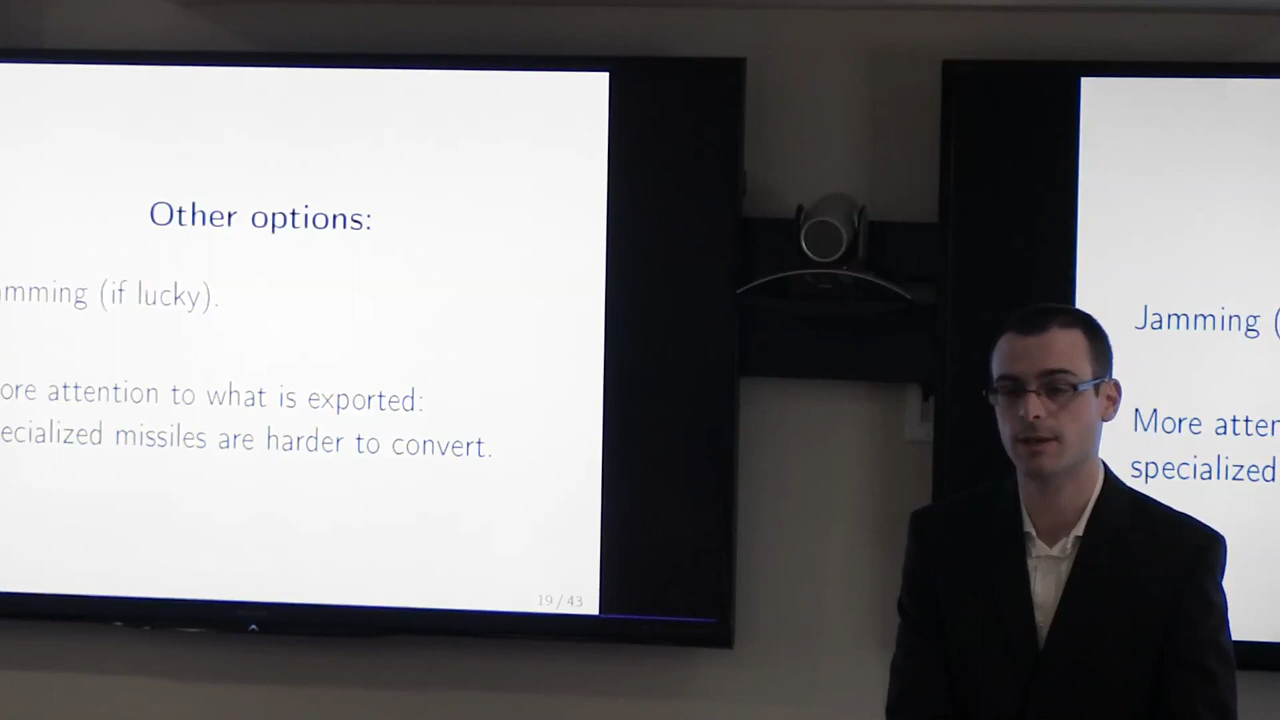 Other options:
amming (if lucky).
ore attention to what is exported:
ecialized missiles are harder to convert.
19 / 43
Jamming (
More atten
specialized